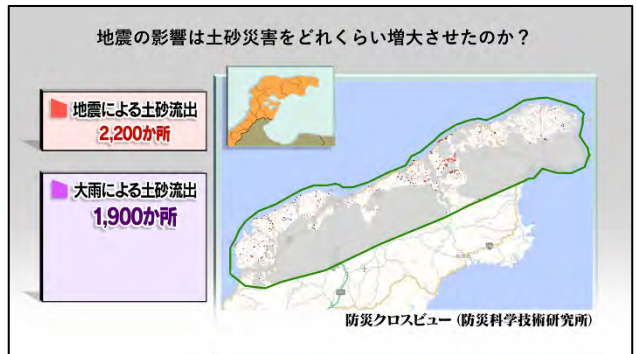 地震の影響は土砂災害をどれくらい増大させたのか？
地震による土砂流出
2,200か所
大雨による土砂流出
1,900か所
防災クロスビュー（防災科学技術研究所）